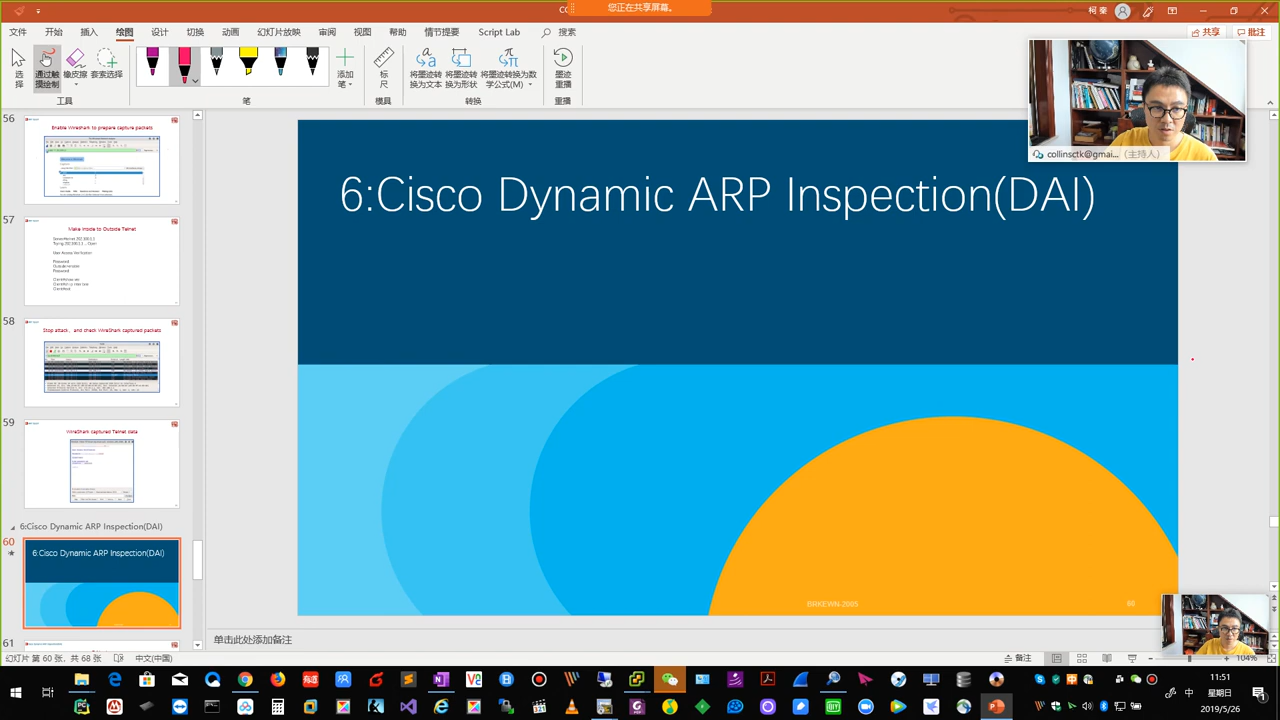 您正在共享屏幕。
柯 奎
文件 开始 插入 绘图 设计 切换 动画 幻灯片放映 审阅 视图 帮助 情节提要 Script Lab 搜索
共享 批注
选择 通过触摸绘制 橡皮擦 套索选择 添加笔 标尺 将墨迹转换为文本 将墨迹转换为形状 将墨迹转换为数学公式(M) 墨迹重播
工具 笔 模具 转换 重播
collinsctk@gmai... （主持人）
56
Enable Wireshark to prepare capture packets
57
Make Inside to Outside Telnet
58
Stop attack，and check WireShark captured packets
59
WireShark captured Telnet data
6:Cisco Dynamic ARP Inspection(DAI)
60
6:Cisco Dynamic ARP Inspection(DAI)
61
6:Cisco Dynamic ARP Inspection(DAI)
BRKEWN-2005
60
单击此处添加备注
幻灯片 第 60 张，共 68 张 中文(中国)
备注 104%
中
11:51
星期日
2019/5/26